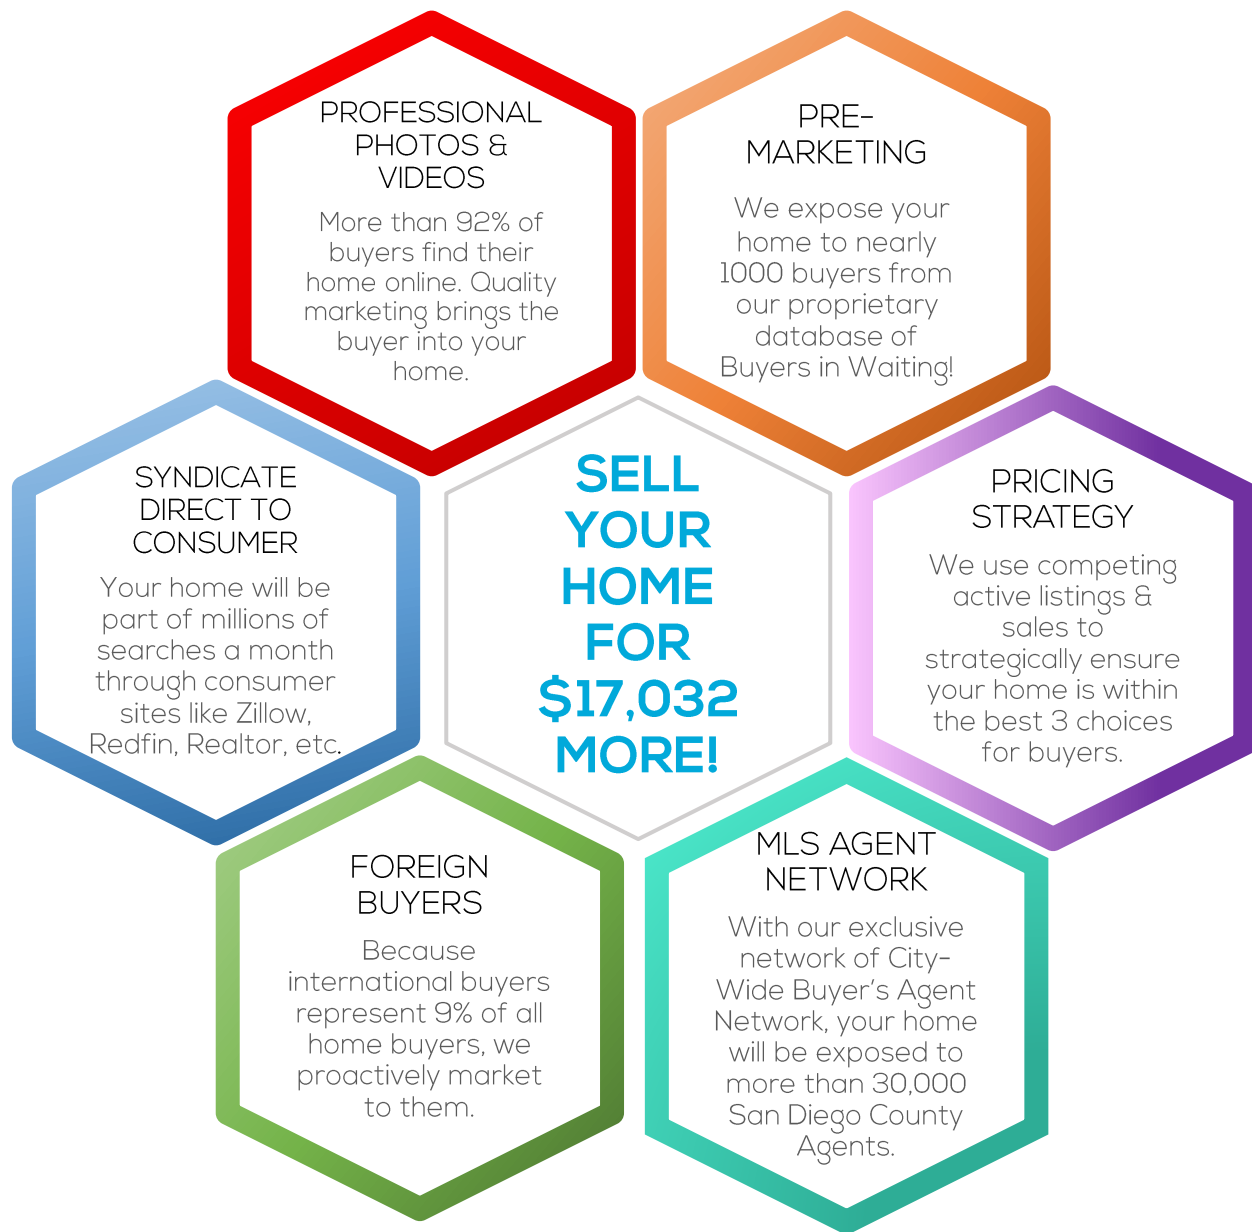 PROFESSIONAL
PHOTOS &
VIDEOS
More than 92% of
buyers find their
home online. Quality
marketing brings the
buyer into your
home.
PRE-
MARKETING
We expose your
home to nearly
1000 buyers from
our proprietary
database of
Buyers in Waiting!
SYNDICATE
DIRECT TO
CONSUMER
Your home will be
part of millions of
searches a month
through consumer
sites like Zillow,
Redfin, Realtor, etc.
SELL
YOUR
HOME
FOR
$17,032
MORE!
PRICING
STRATEGY
We use competing
active listings &
sales to
strategically ensure
your home is within
the best 3 choices
for buyers.
FOREIGN
BUYERS
Because
international buyers
represent 9% of all
home buyers, we
proactively market
to them.
MLS AGENT
NETWORK
With our exclusive
network of City-
Wide Buyer's Agent
Network, your home
will be exposed to
more than 30,000
San Diego County
Agents.